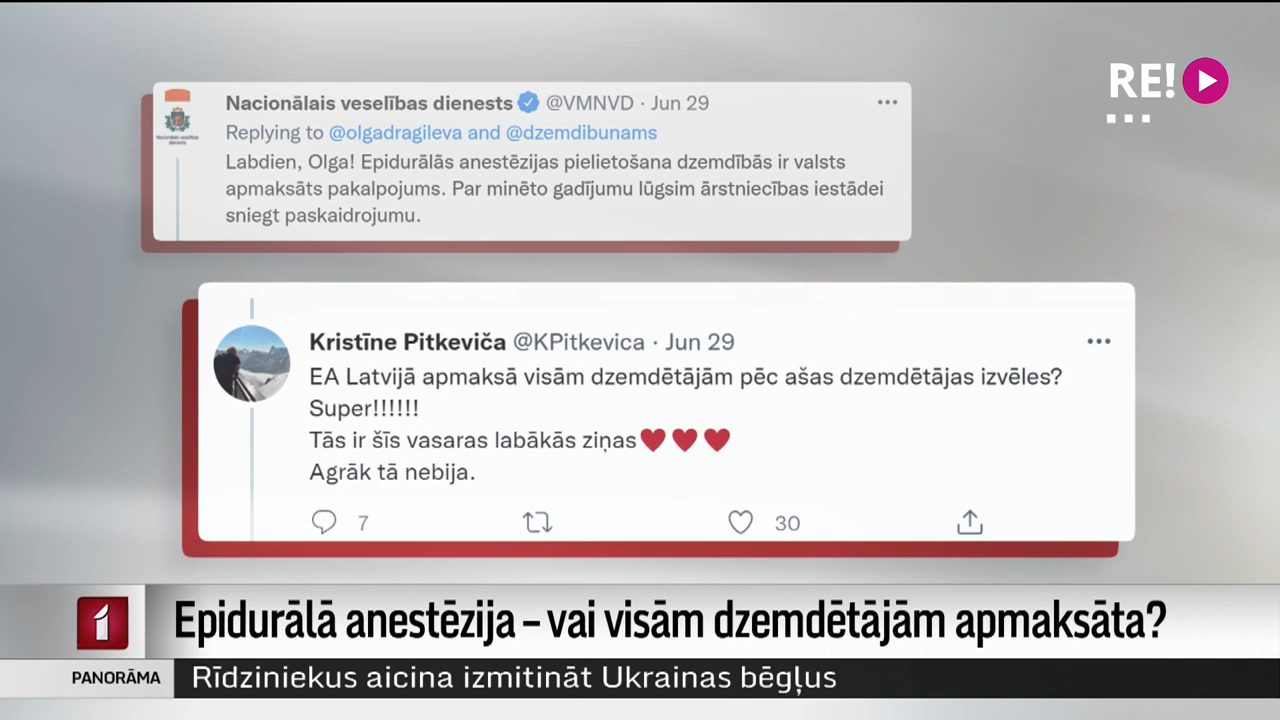 RE!
Nacionālais veselības dienests @VMNVD · Jun 29
Replying to @olgadragileva and @dzemdibunams
Labdien, Olga! Epidurālās anestēzijas pielietošana dzemdībās ir valsts
apmaksāts pakalpojums. Par minēto gadījumu lūgsim ārstniecības iestādei
sniegt paskaidrojumu.
Kristīne Pitkeviča @KPitkevica · Jun 29
EA Latvijā apmaksā visām dzemdētājām pēc ašas dzemdētājas izvēles?
Super!!!!!!
Tās ir šīs vasaras labākās ziņas❤❤❤
Agrāk tā nebija.
7 30
1
Epidurālā anestēzija – vai visām dzemdētājām apmaksāta?
PANORĀMA
Rīdziniekus aicina izmitināt Ukrainas bēgļus